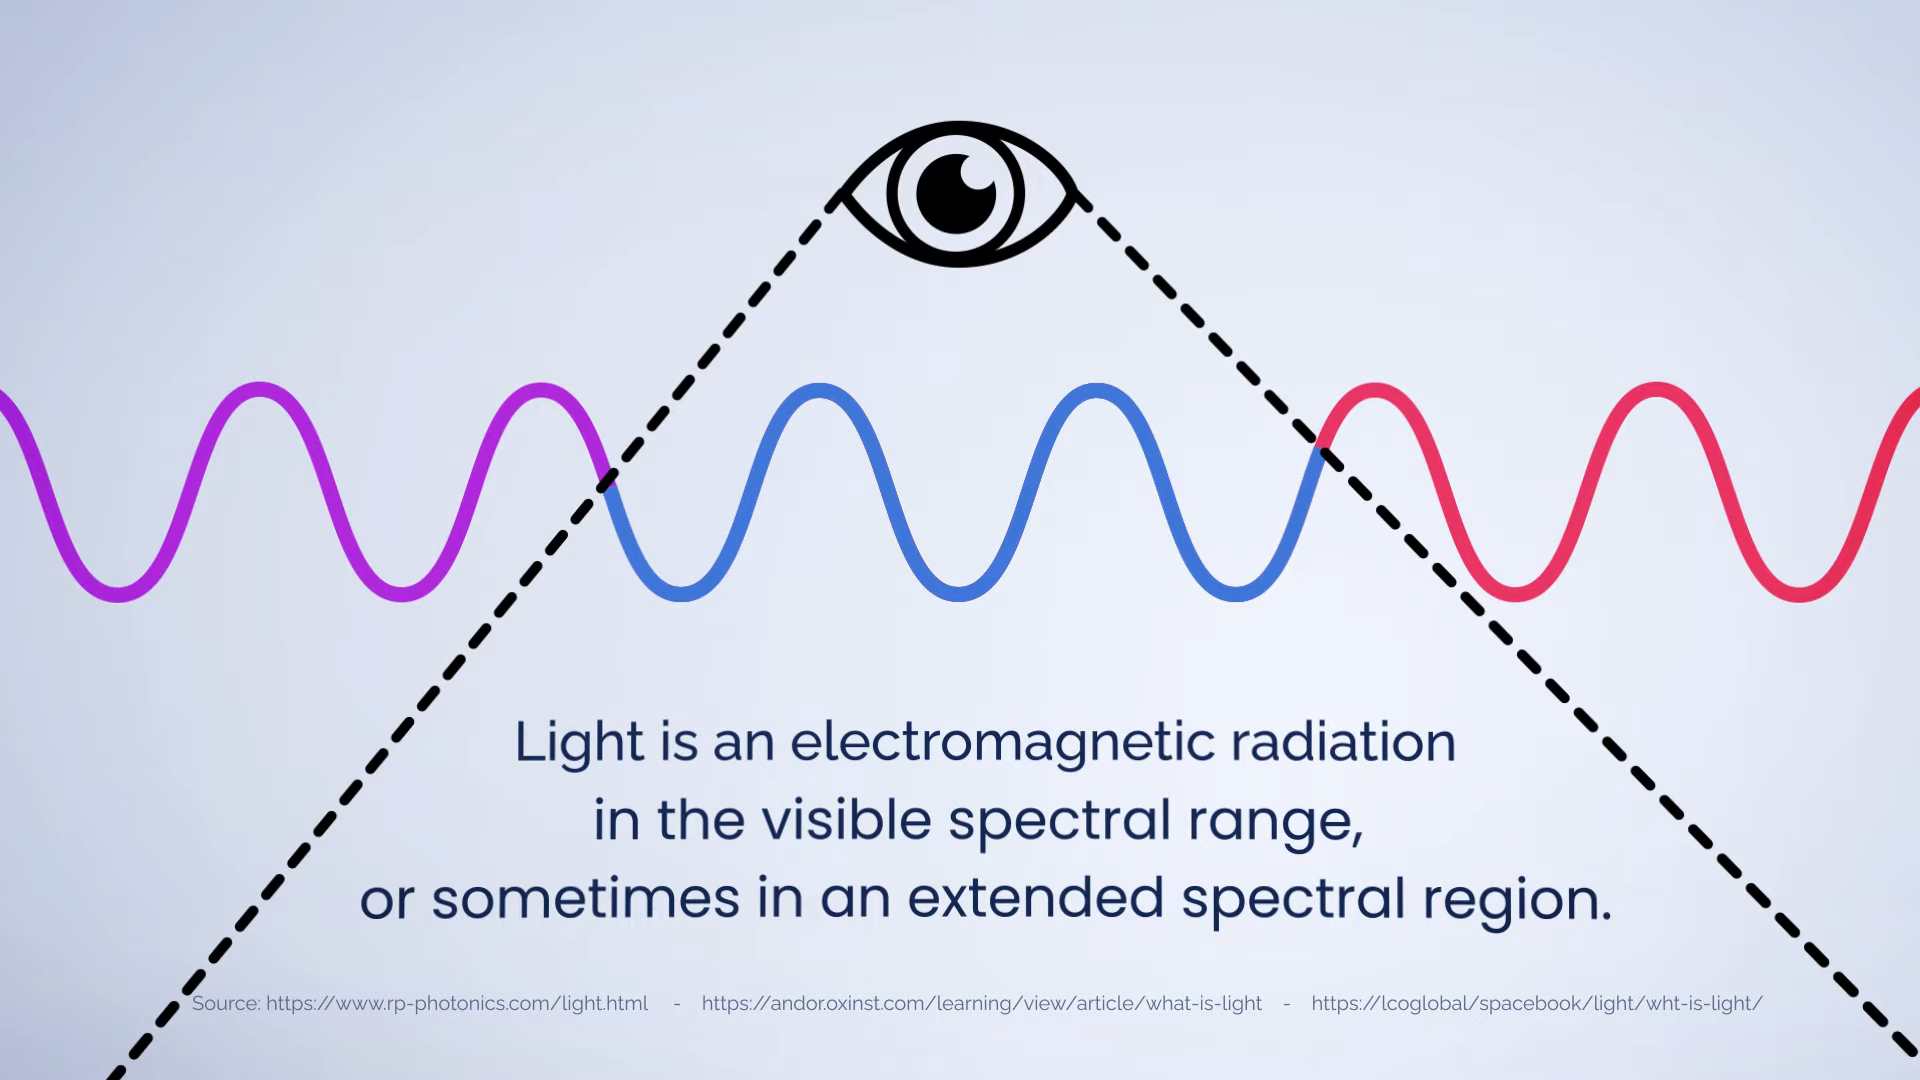 Light is an electromagnetic radiation
in the visible spectral range,
or sometimes in an extended spectral region.
Source: https://www.rp-photonics.com/light.html - https://andor.oxinst.com/learning/view/article/what-is-light - https://lcoglobal/spacebook/light/wht-is-light/